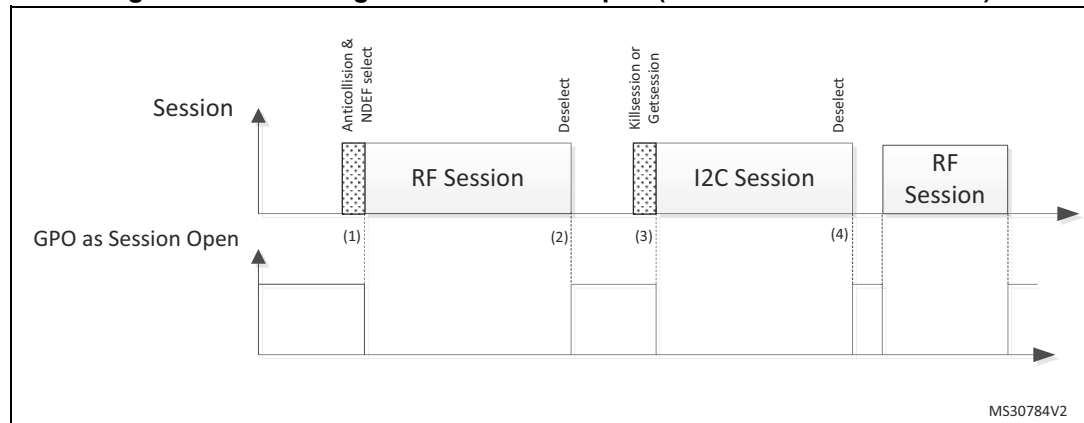 Anticollision &
NDEF select
Deselect
Killsession or
Getsession
Deselect
Session
RF Session
I2C Session
RF
Session
(1)
(2)
(3)
(4)
GPO as Session Open
MS30784V2